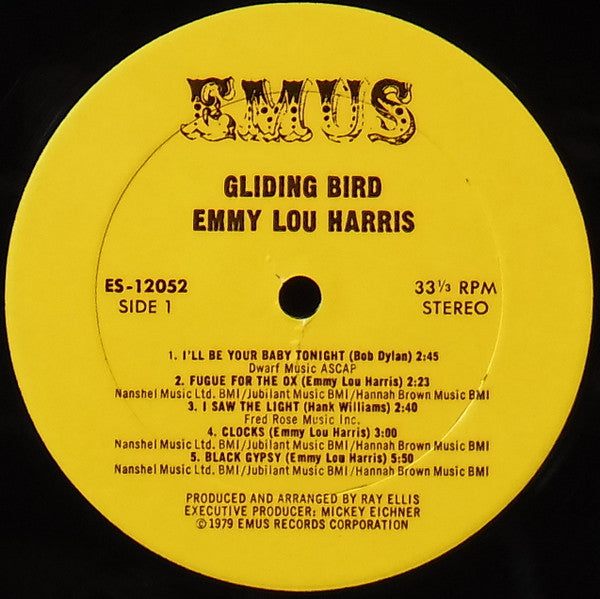 EMUS
GLIDING BIRD
EMMY LOU HARRIS
ES-12052
SIDE 1
33⅓ RPM
STEREO
1. I'LL BE YOUR BABY TONIGHT (Bob Dylan) 2:45
Dwarf Music ASCAP
2. FUGUE FOR THE OX (Emmy Lou Harris) 2:23
Nanshel Music Ltd. BMI/Jubilant Music BMI/Hannah Brown Music BMI
3. I SAW THE LIGHT (Hank Williams) 2:40
Fred Rose Music Inc.
4. CLOCKS (Emmy Lou Harris) 3:00
Nanshel Music Ltd. BMI/Jubilant Music BMI/Hannah Brown Music BMI
5. BLACK GYPSY (Emmy Lou Harris) 5:50
Nanshel Music Ltd. BMI/Jubilant Music BMI/Hannah Brown Music BMI
PRODUCED AND ARRANGED BY RAY ELLIS
EXECUTIVE PRODUCER: MICKEY EICHNER
©1979 EMUS RECORDS CORPORATION